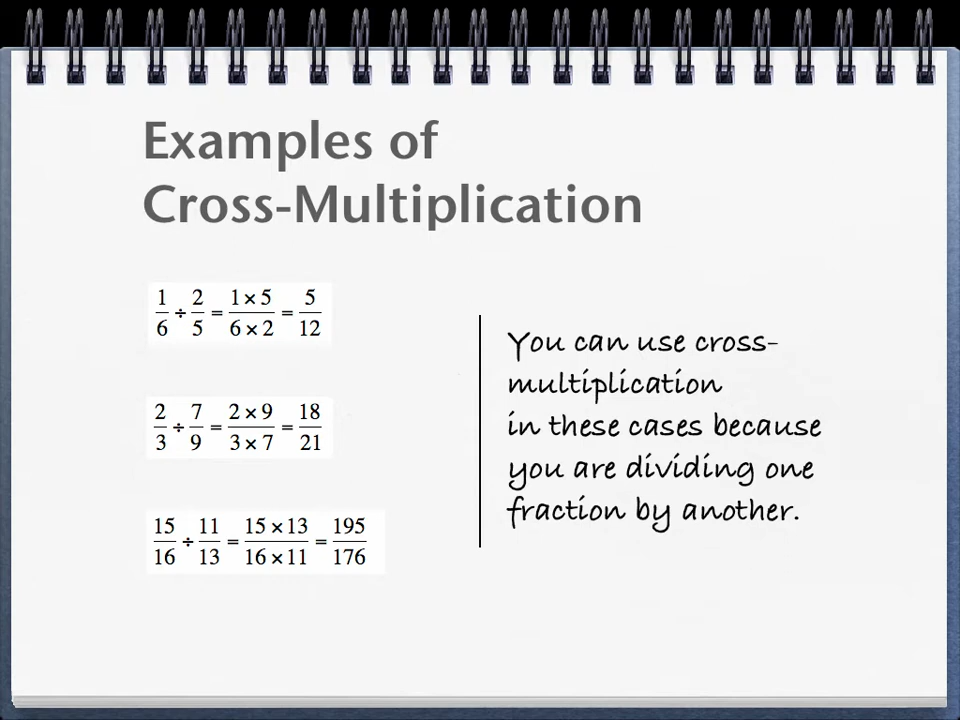 Examples of
Cross-Multiplication
1/6 ÷ 2/5 = 1 × 5/6 × 2 = 5/12
2/3 ÷ 7/9 = 2 × 9/3 × 7 = 18/21
15/16 ÷ 11/13 = 15 × 13/16 × 11 = 195/176
You can use cross-
multiplication
in these cases because
you are dividing one
fraction by another.